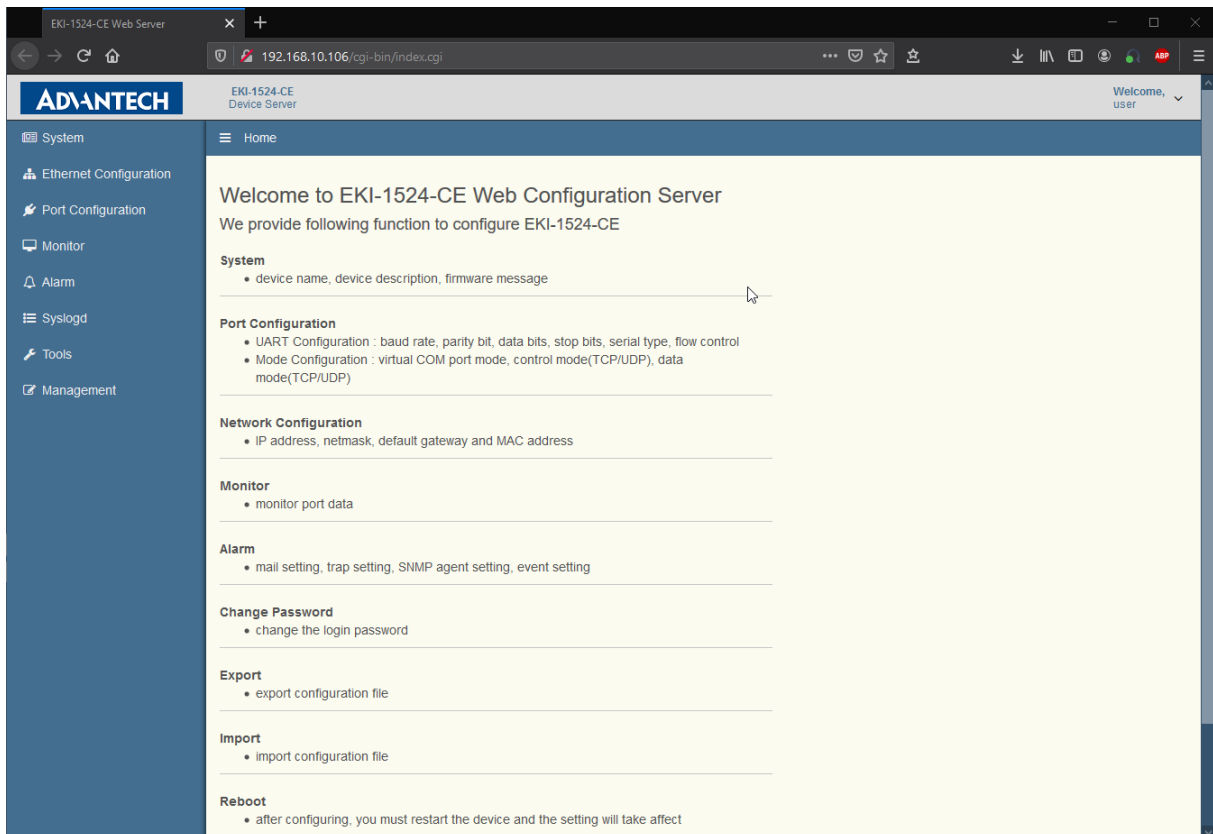 EKI-1524-CE Web Server
192.168.10.106/cgi-bin/index.cgi
ABP
ADVANTECH
EKI-1524-CE
Device Server
Welcome,
user
System
Ethernet Configuration
Port Configuration
Monitor
Alarm
Syslogd
Tools
Management
Home
Welcome to EKI-1524-CE Web Configuration Server
We provide following function to configure EKI-1524-CE
System
device name, device description, firmware message
Port Configuration
UART Configuration : baud rate, parity bit, data bits, stop bits, serial type, flow control
Mode Configuration : virtual COM port mode, control mode(TCP/UDP), data
mode(TCP/UDP)
Network Configuration
IP address, netmask, default gateway and MAC address
Monitor
monitor port data
Alarm
mail setting, trap setting, SNMP agent setting, event setting
Change Password
change the login password
Export
export configuration file
Import
import configuration file
Reboot
after configuring, you must restart the device and the setting will take affect